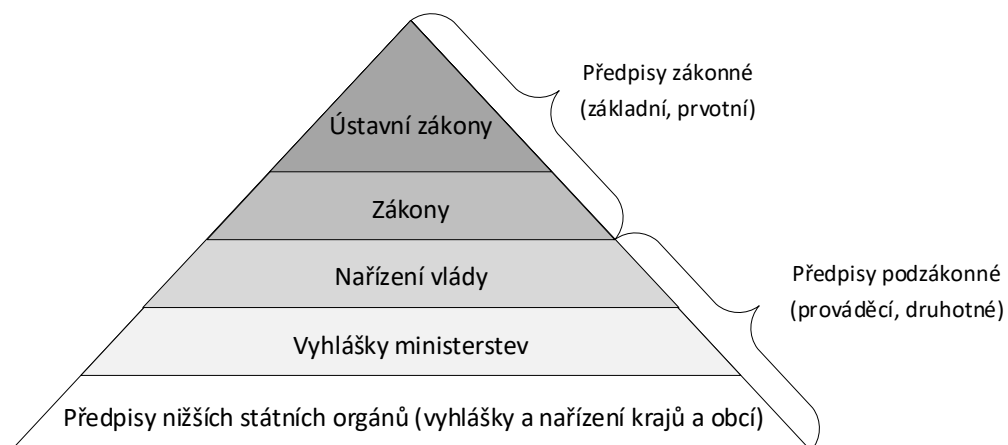 Ústavní zákony
Zákony
Nařízení vlády
Vyhlášky ministerstev
Předpisy nižších státních orgánů (vyhlášky a nařízení krajů a obcí)
Předpisy zákonné
(základní, prvotní)
Předpisy podzákonné
(prováděcí, druhotné)